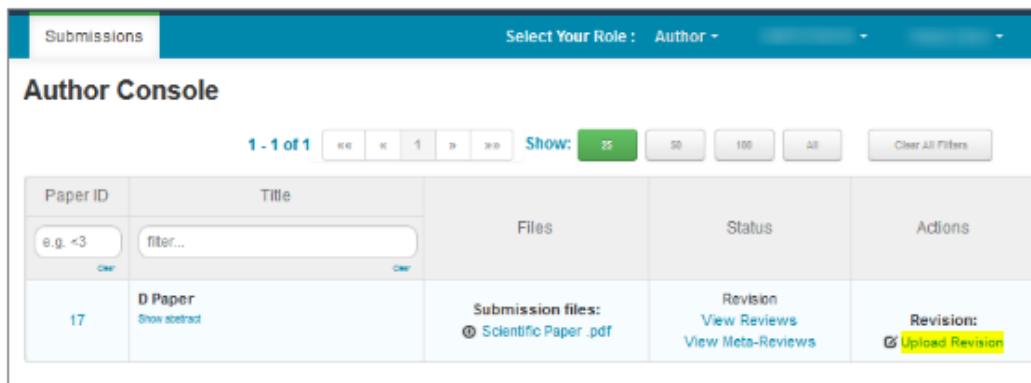 Submissions Select Your Role : Author
Author Console
1 - 1 of 1 «« « 1 » »» Show: 25 50 100 All Clear All Filters
Paper ID Title Files Status Actions
e.g. <3 filter...
Clear Clear
17 D Paper Submission files: Revision Revision:
Show abstract Scientific Paper .pdf View Reviews Upload Revision
View Meta-Reviews